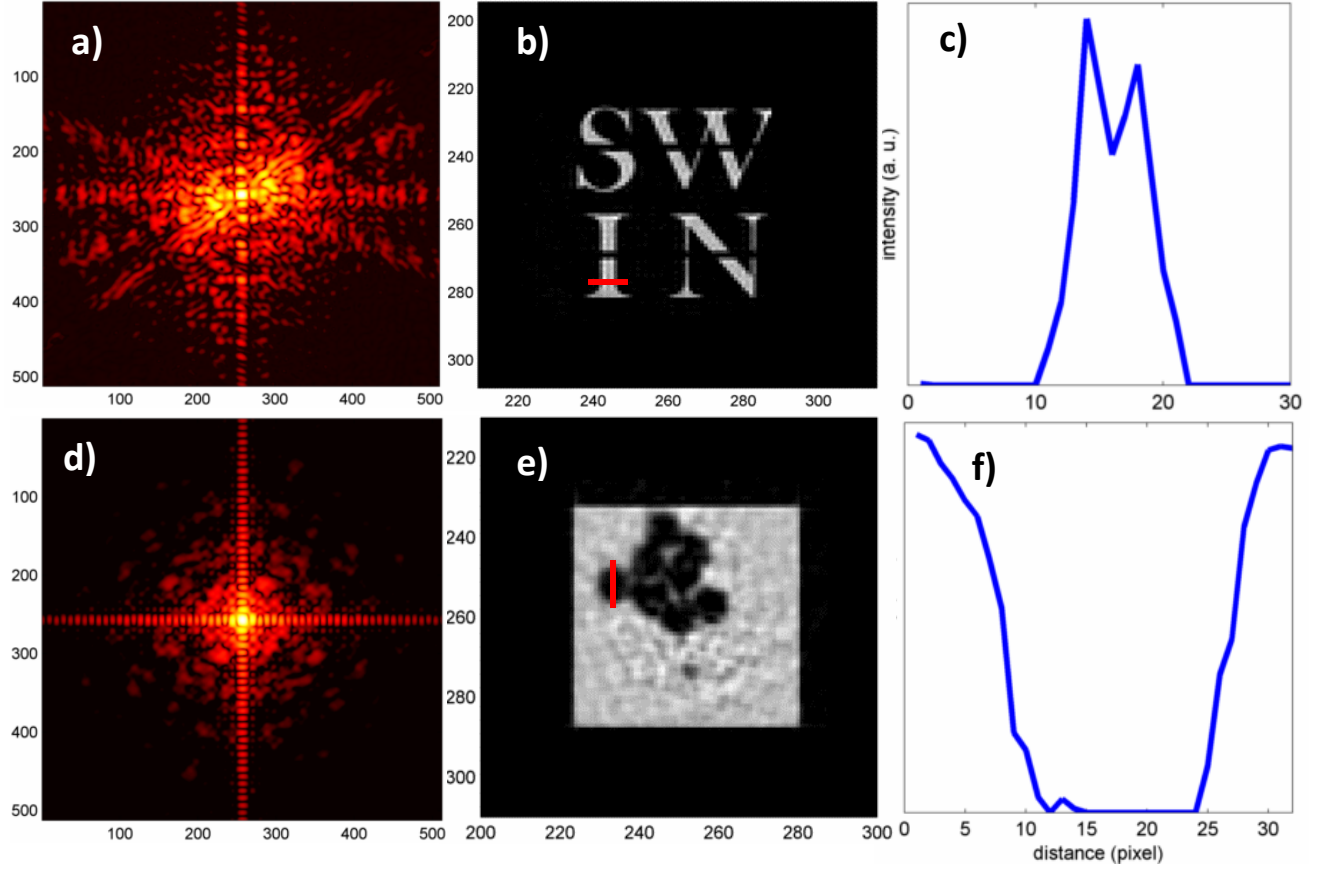 a)
100
200
300
400
500
100 200 300 400 500
b)
200
220
240
260
280
300
SW
IN
220 240 260 280 300
c)
intensity (a. u.)
0 10 20 30
d)
100
200
300
400
500
100 200 300 400 500
e)
220
240
260
280
300
200 220 240 260 280 300
f)
0 5 10 15 20 25 30
distance (pixel)